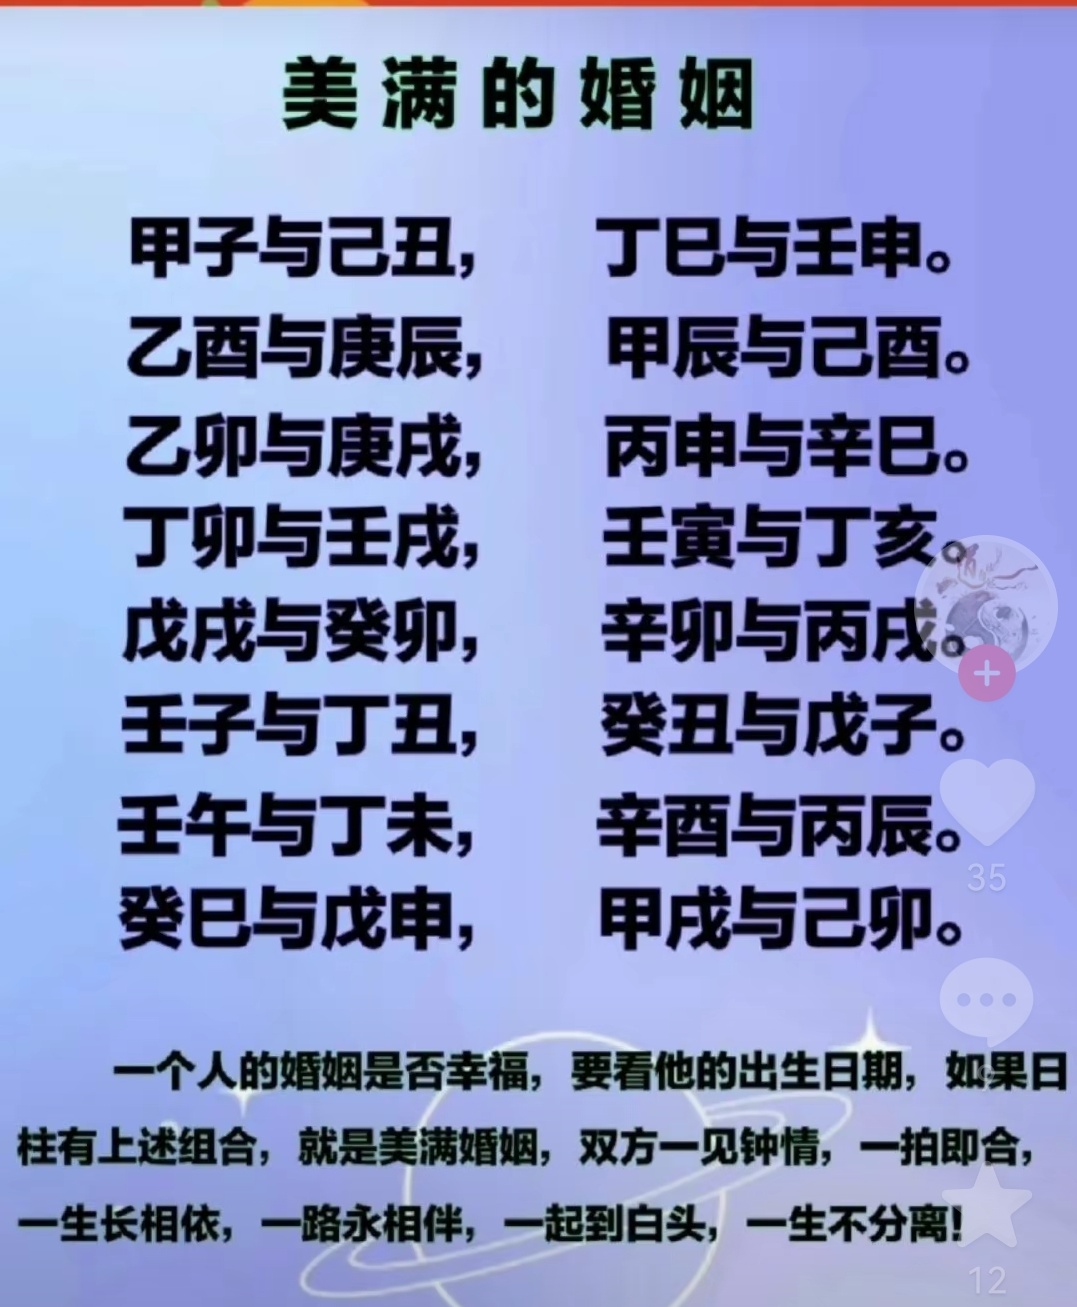 美满的婚姻
甲子与己丑， 丁巳与壬申。
乙酉与庚辰， 甲辰与己酉。
乙卯与庚戌， 丙申与辛巳。
丁卯与壬戌， 壬寅与丁亥。
戊戌与癸卯， 辛卯与丙戌。
壬子与丁丑， 癸丑与戊子。
壬午与丁未， 辛酉与丙辰。
癸巳与戊申， 甲戌与己卯。
一个人的婚姻是否幸福，要看他的出生日期，如果日
柱有上述组合，就是美满婚姻，双方一见钟情，一拍即合，
一生长相依，一路永相伴，一起到白头，一生不分离！
35
12